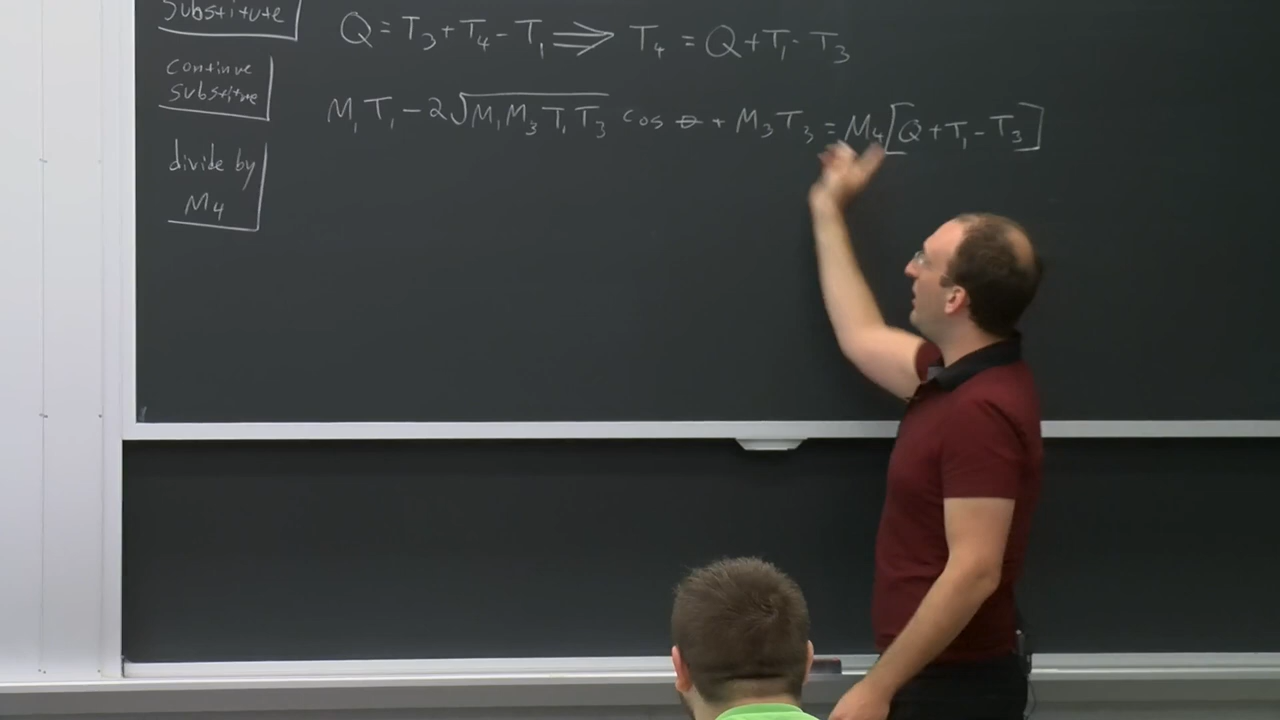 Substitute
Q = T₃ + T₄ - T₁ ⟹ T₄ = Q + T₁ - T₃
continue
substitue
M₁T₁ - 2√(M₁M₃T₁T₃) cos θ + M₃T₃ = M₄[Q + T₁ - T₃]
divide by
M₄